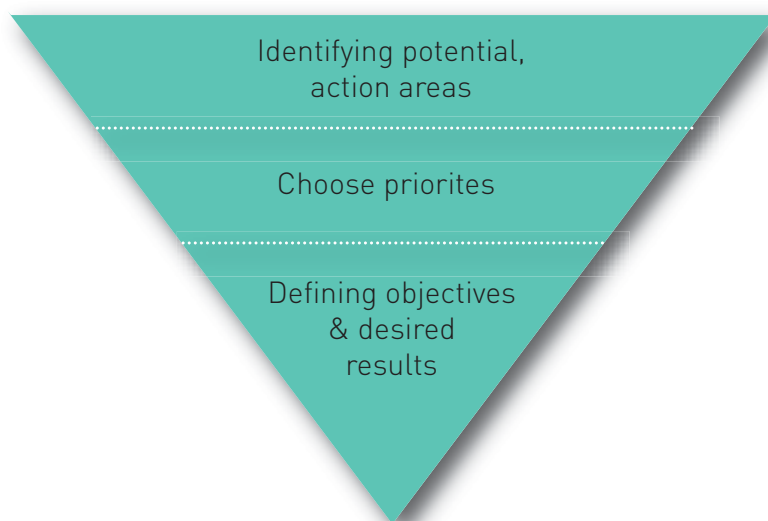 Identifying potential,
action areas
Choose priorites
Defining objectives
& desired
results